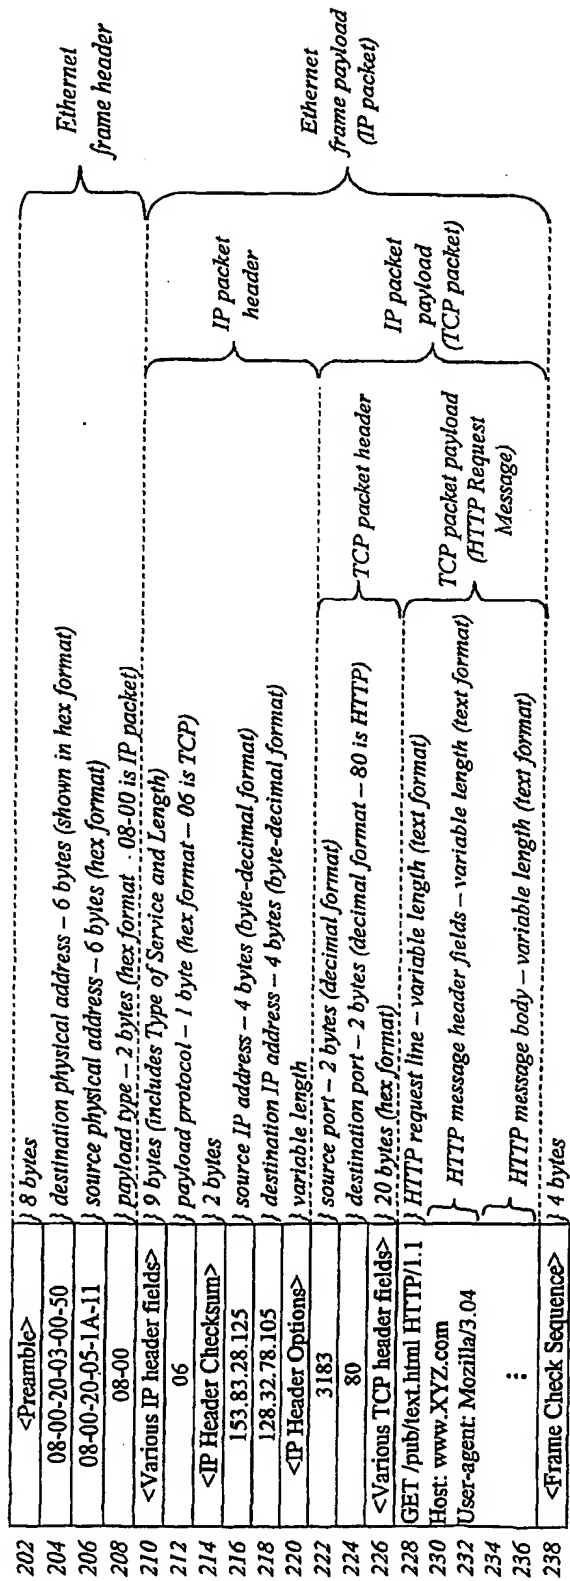 202 <Preamble> } 8 bytes
204 08-00-20-03-00-50 } destination physical address – 6 bytes (shown in hex format)
206 08-00-20-05-1A-11 } source physical address – 6 bytes (hex format)
208 08-00 } payload type – 2 bytes (hex format - 08-00 is IP packet)
210 <Various IP header fields> } 9 bytes (includes Type of Service and Length)
212 06 } payload protocol – 1 byte (hex format – 06 is TCP)
214 <IP Header Checksum> } 2 bytes
216 153.83.28.125 } source IP address – 4 bytes (byte-decimal format)
218 128.32.78.105 } destination IP address – 4 bytes (byte-decimal format)
220 <IP Header Options> } variable length
222 3183 } source port – 2 bytes (decimal format)
224 80 } destination port – 2 bytes (decimal format – 80 is HTTP)
226 <Various TCP header fields> } 20 bytes (hex format)
228 GET /pub/text.html HTTP/1.1 } HTTP request line – variable length (text format)
230 Host: www.XYZ.com
HTTP message header fields – variable length (text format)
232 User-agent: Mozilla/3.04
234
236 ⋮ HTTP message body – variable length (text format)
238 <Frame Check Sequence> } 4 bytes
TCP packet header
TCP packet payload
(HTTP Request
Message)
IP packet
header
IP packet
payload
(TCP packet)
Ethernet
frame header
Ethernet
frame payload
(IP packet)